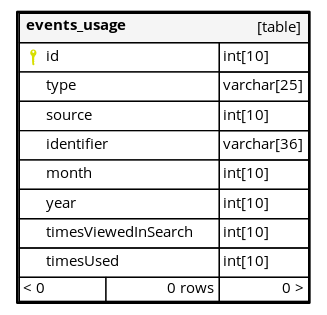 events_usage [table]
id int[10]
type varchar[25]
source int[10]
identifier varchar[36]
month int[10]
year int[10]
timesViewedInSearch int[10]
timesUsed int[10]
< 0 0 rows 0 >